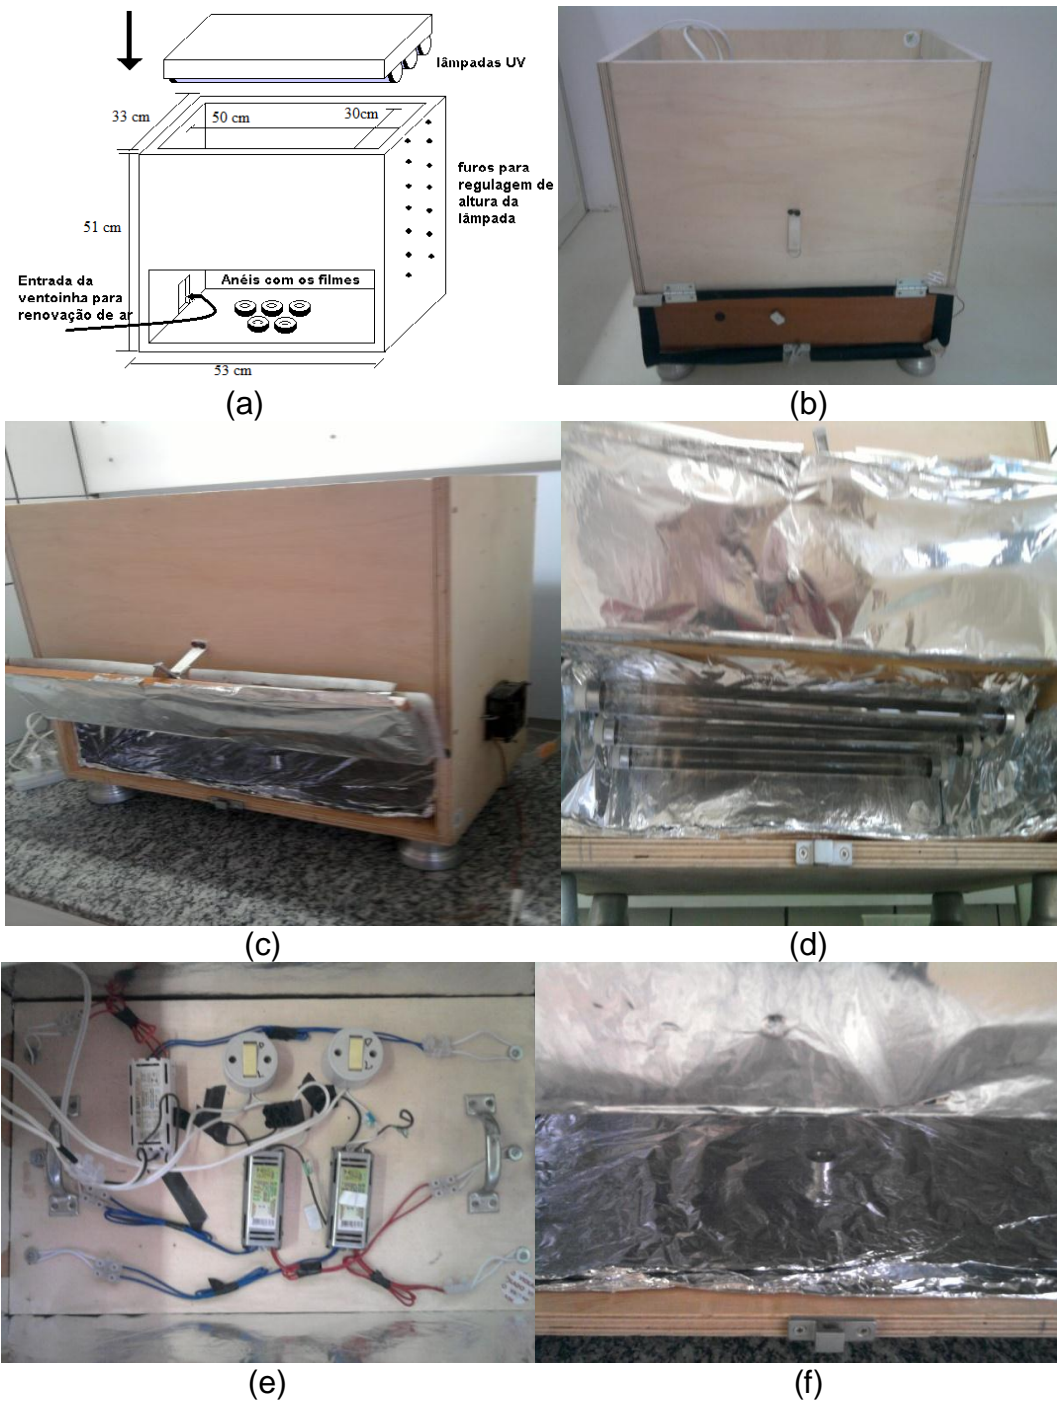 lâmpadas UV
33 cm
50 cm
30cm
furos para
regulagem de
altura da
lâmpada
51 cm
Entrada da
ventoinha para
renovação de ar
Anéis com os filmes
53 cm
(a)
(b)
(c)
(d)
(e)
(f)